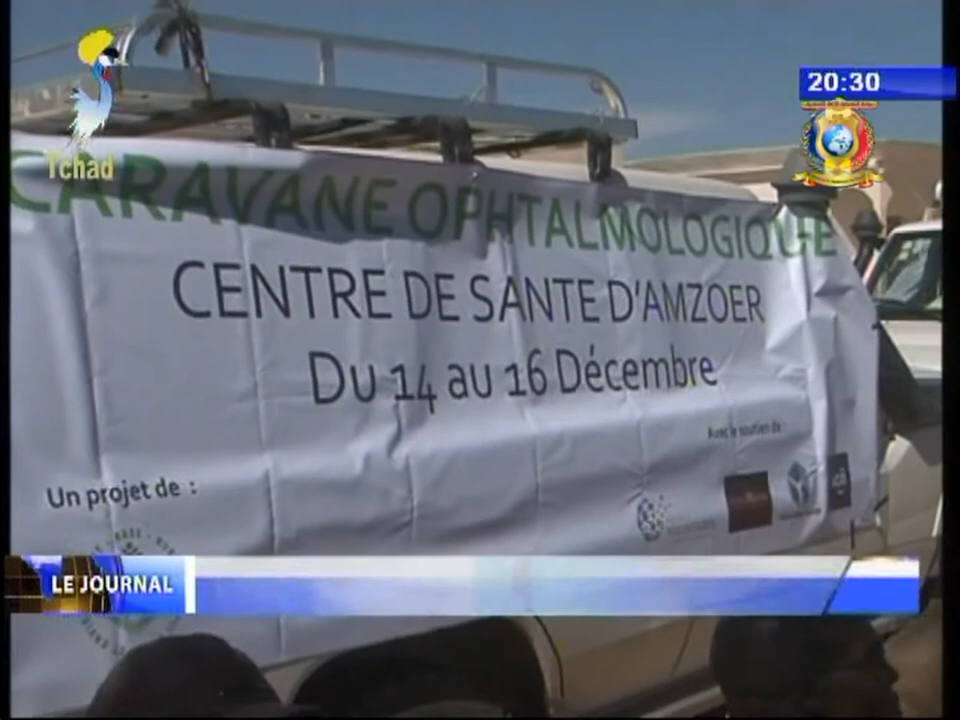 20:30
Tchad
CARAVANE OPHTALMOLOGIQUE
CENTRE DE SANTE D'AMZOER
Du 14 au 16 Décembre
Avec le soutien de :
Un projet de :
LE JOURNAL